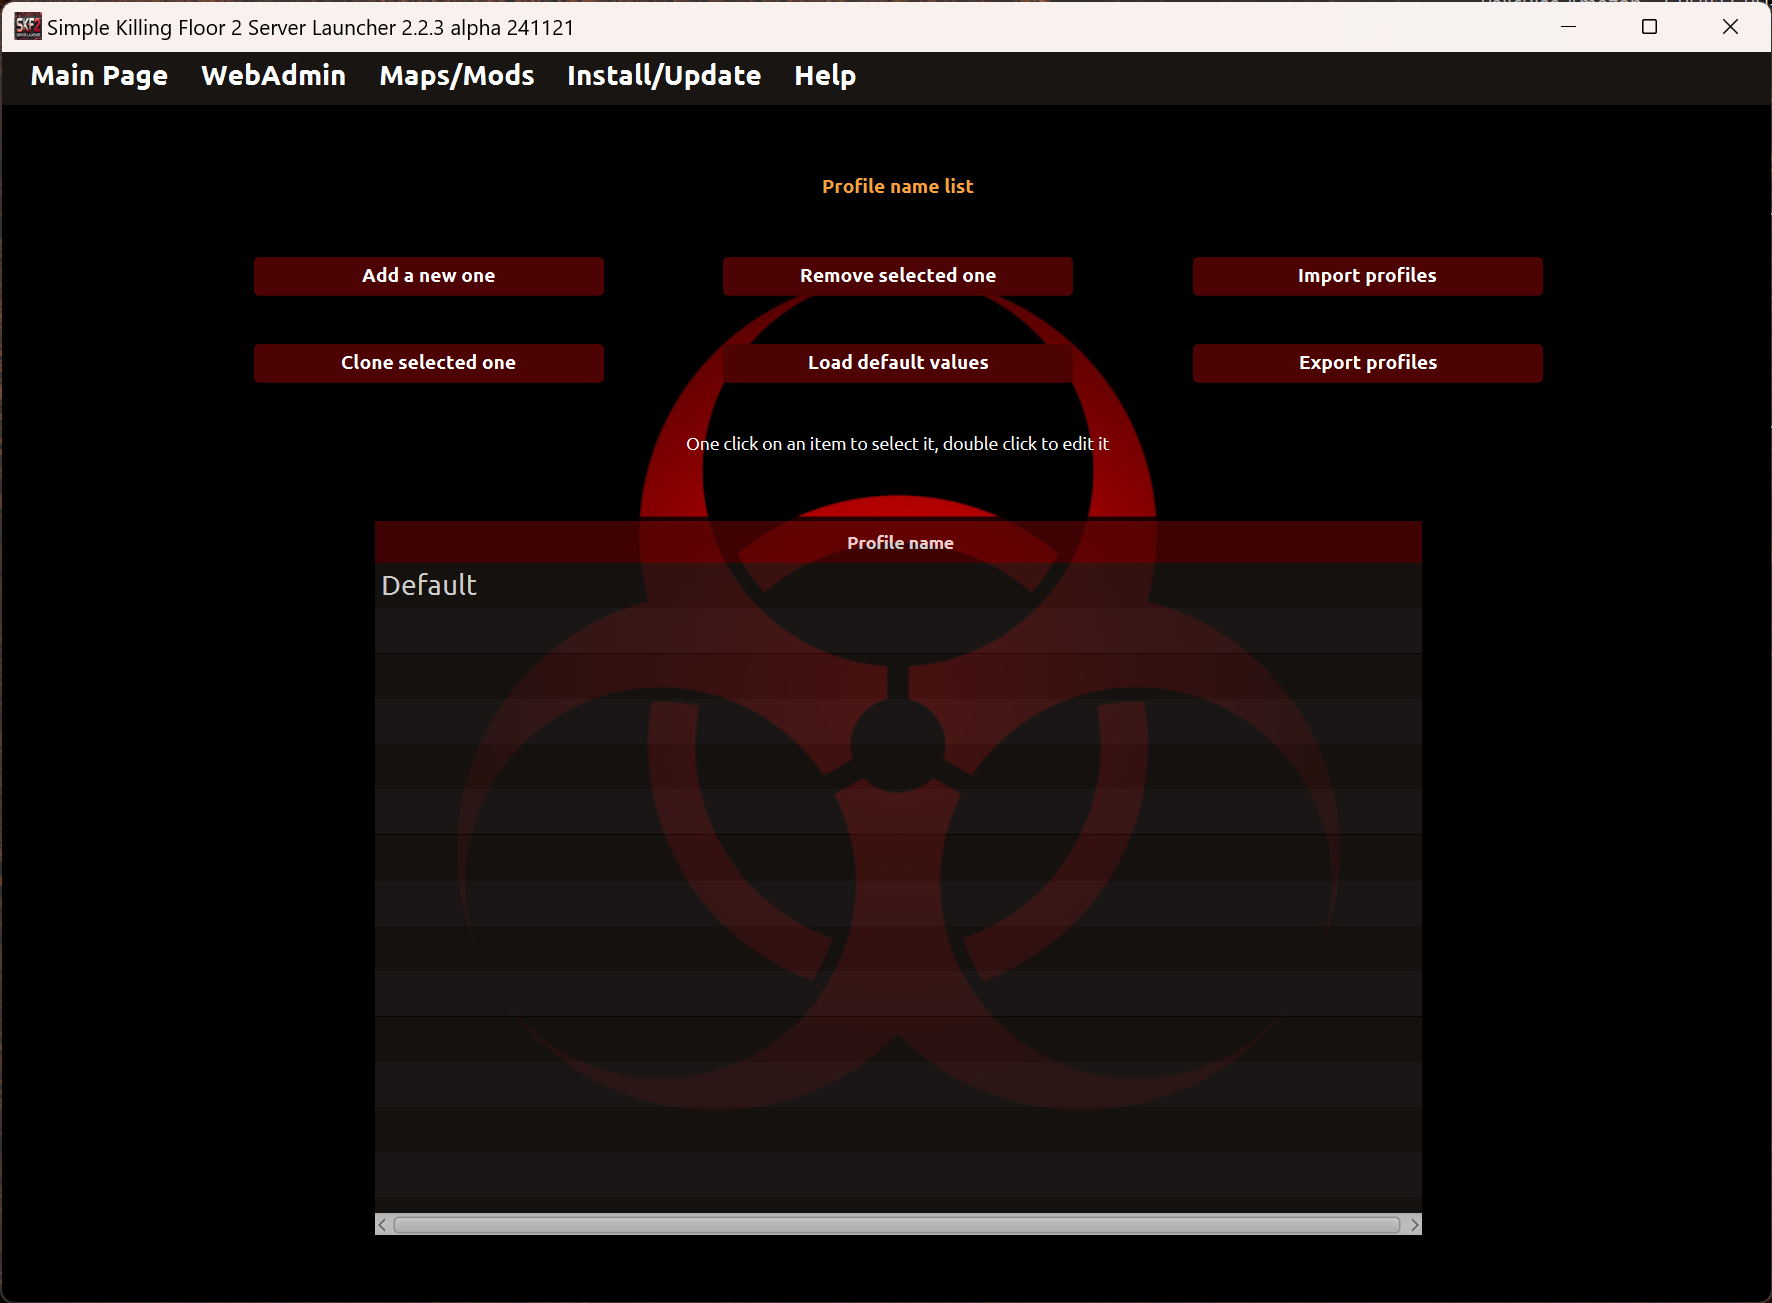 Simple Killing Floor 2 Server Launcher 2.2.3 alpha 241121
Main Page WebAdmin Maps/Mods Install/Update Help
Profile name list
Add a new one Remove selected one Import profiles
Clone selected one Load default values Export profiles
One click on an item to select it, double click to edit it
Profile name
Default